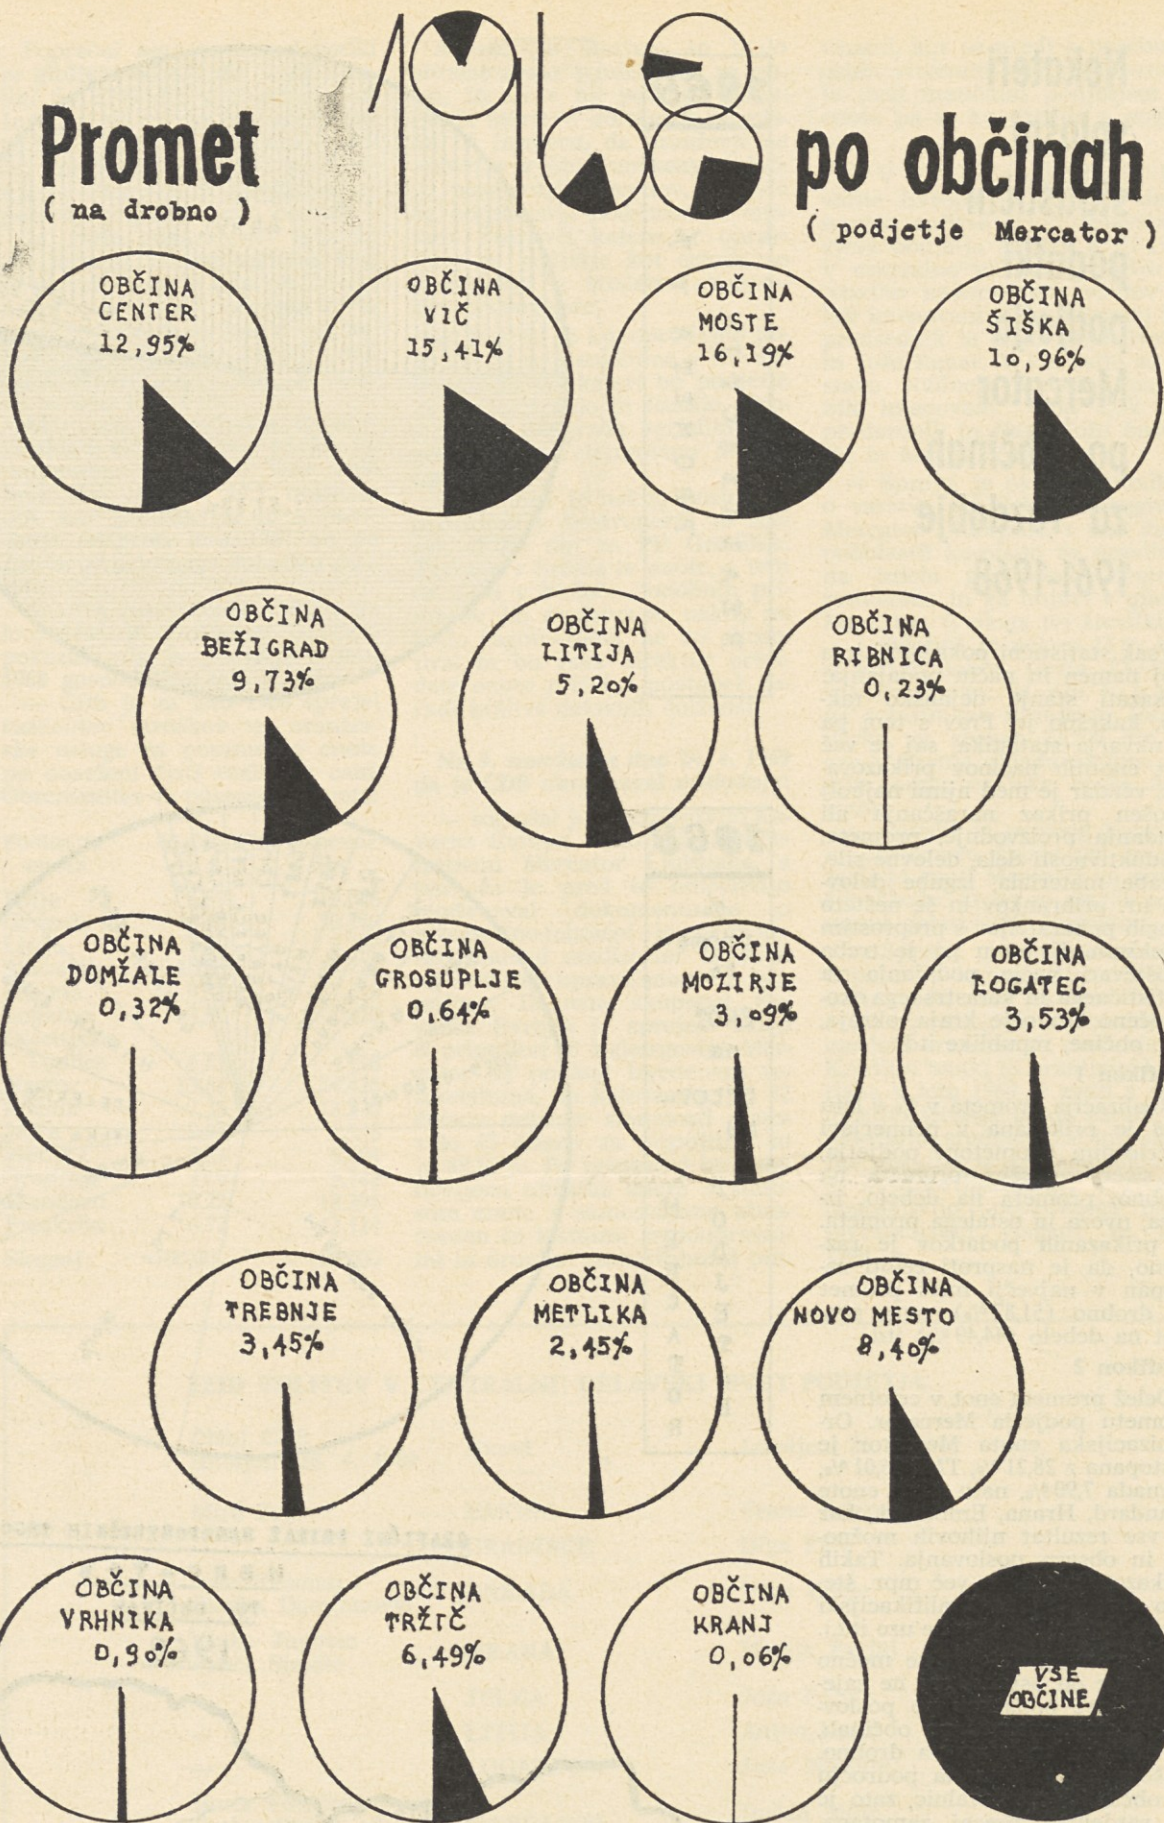 1968
Promet
( na drobno )
po občinah
( podjetje Mercator )
OBČINA
CENTER
12,95%
OBČINA
VIČ
15,41%
OBČINA
MOSTE
16,19%
OBČINA
ŠIŠKA
10,96%
OBČINA
BEŽIGRAD
9,73%
OBČINA
LITIJA
5,20%
OBČINA
RIBNICA
0,23%
OBČINA
DOMŽALE
0,32%
OBČINA
GROSUPLJE
0,64%
OBČINA
MOZIRJE
3,09%
OBČINA
LOGATEC
3,53%
OBČINA
TREBNJE
3,45%
OBČINA
METLIKA
2,45%
OBČINA
NOVO MESTO
8,40%
OBČINA
VRHNIKA
0,90%
OBČINA
TRŽIČ
6,49%
OBČINA
KRANJ
0,06%
VSE
OBČINE